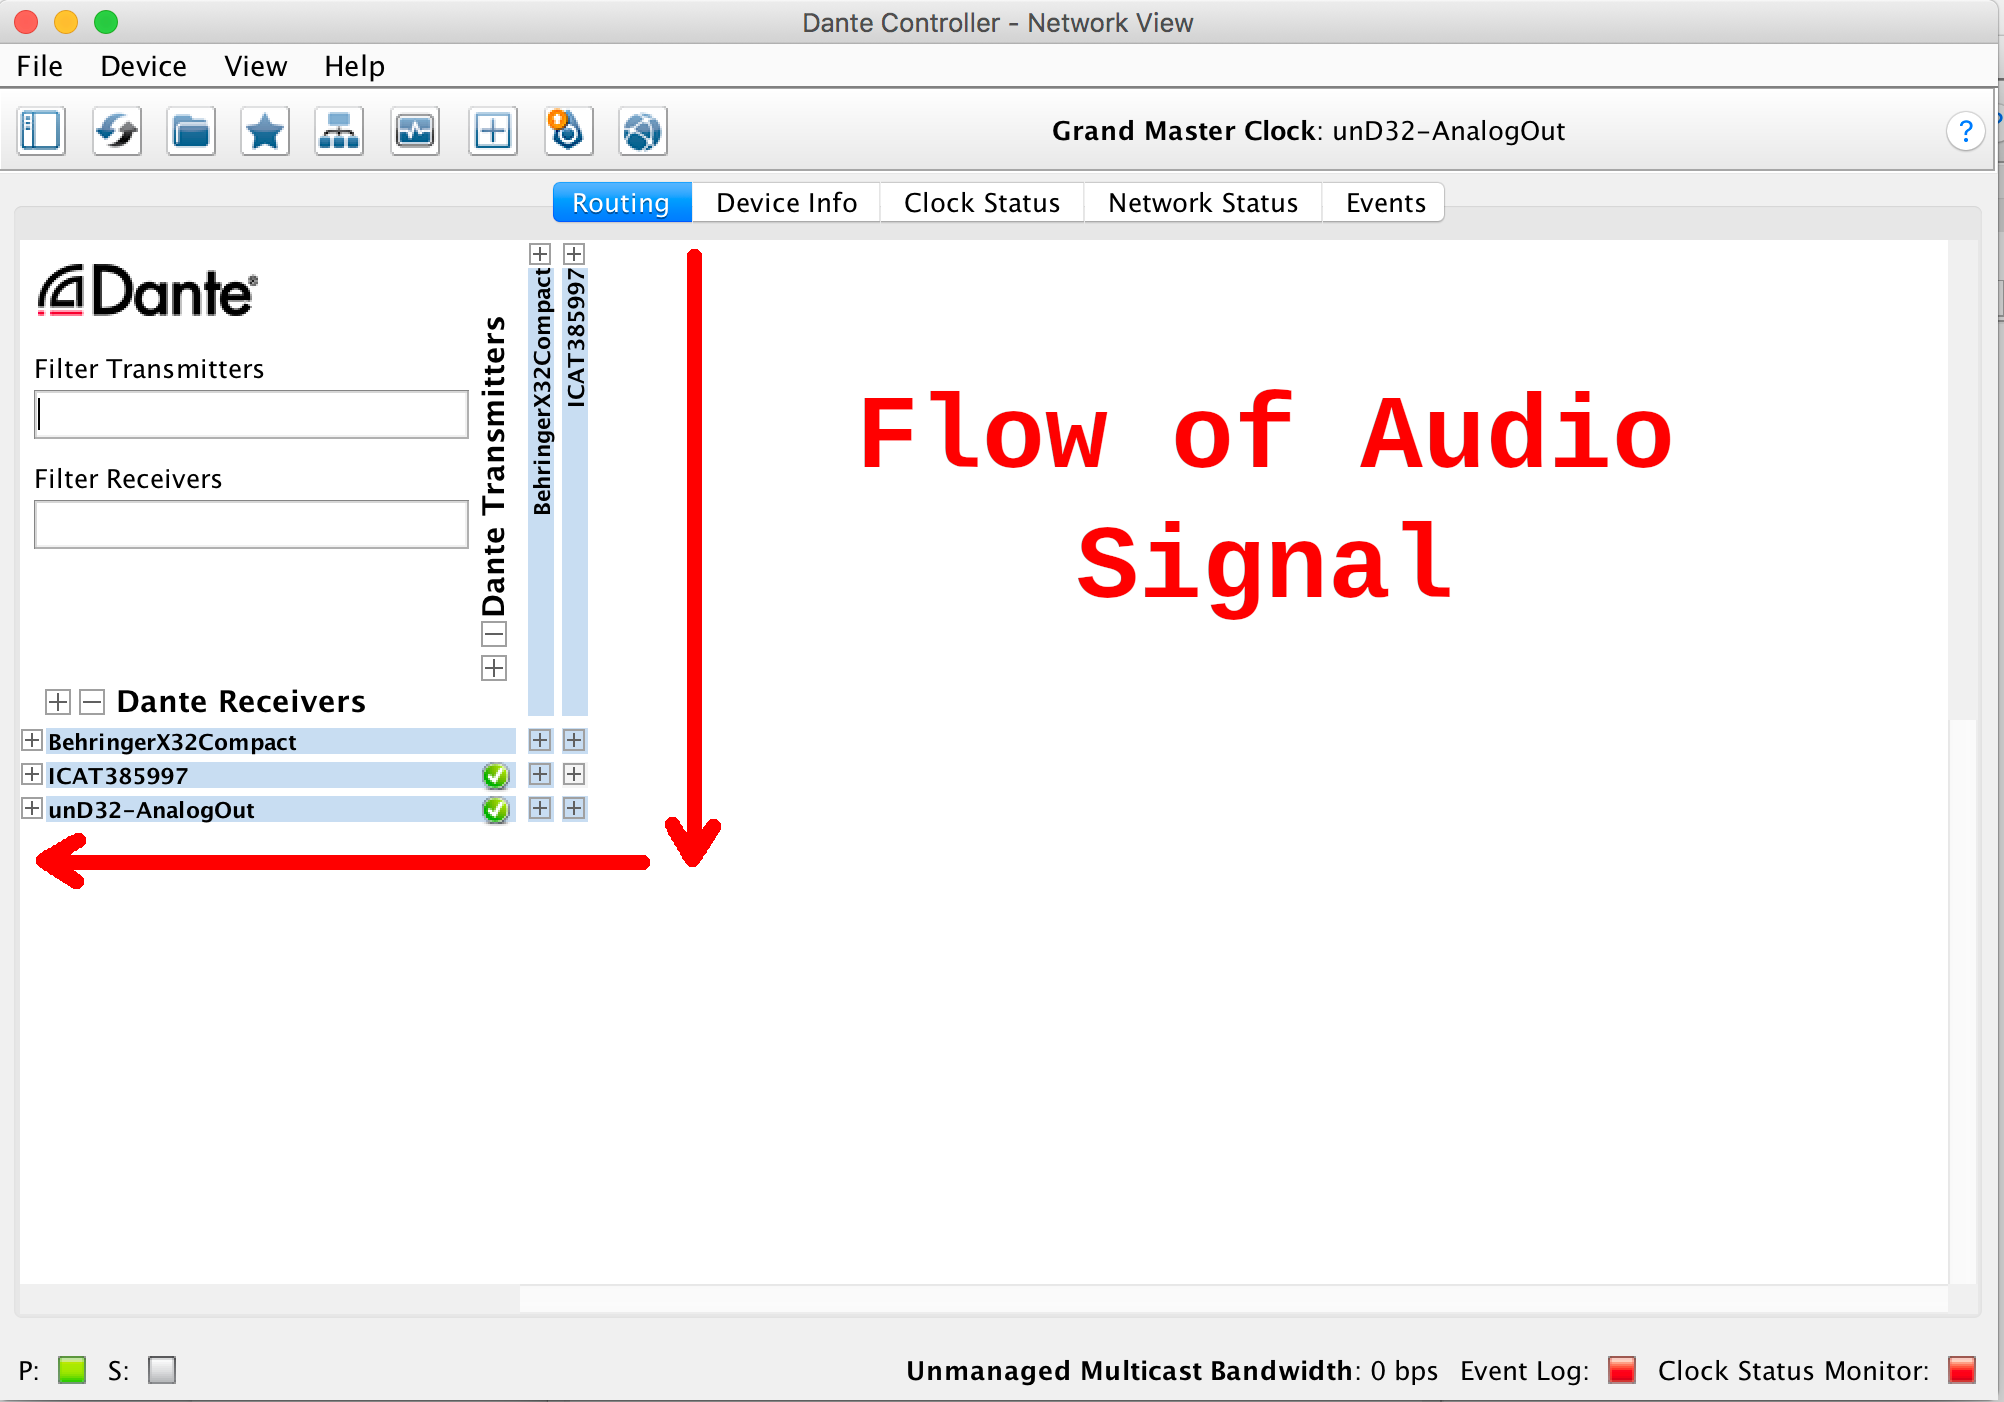 Dante Controller - Network View
File Device View Help
Grand Master Clock: unD32-AnalogOut
?
Routing Device Info Clock Status Network Status Events
Dante®
Filter Transmitters
Filter Receivers
Dante Transmitters
BehringerX32Compact
ICAT385997
Flow of Audio
Signal
Dante Receivers
BehringerX32Compact
ICAT385997
unD32-AnalogOut
P: S: Unmanaged Multicast Bandwidth: 0 bps Event Log: Clock Status Monitor: